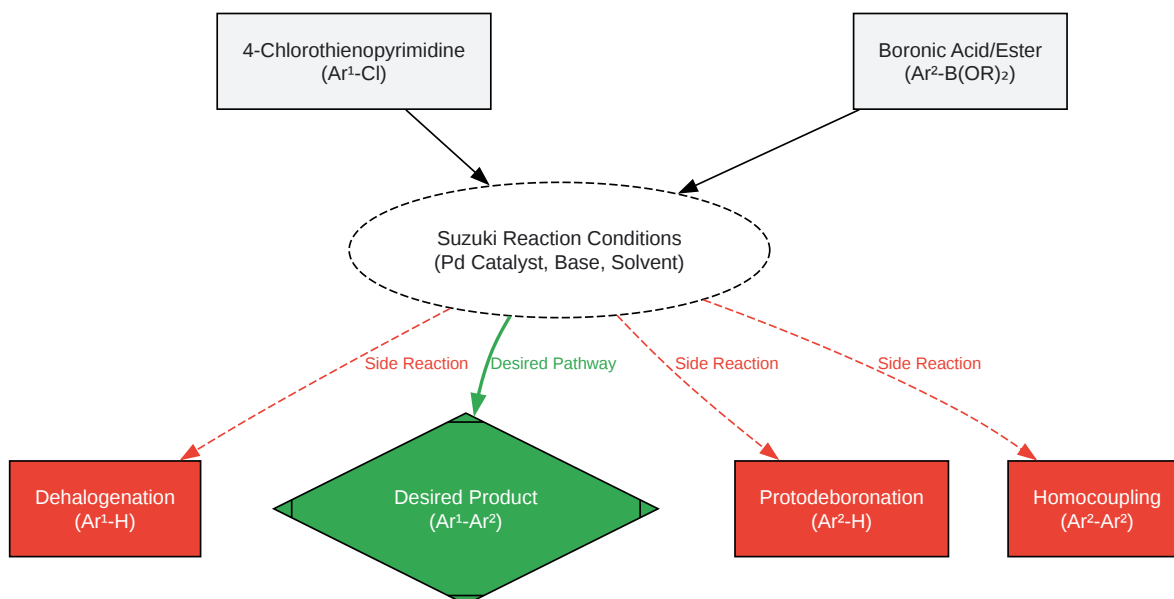 4-Chlorothienopyrimidine
(Ar¹-Cl)
Boronic Acid/Ester
(Ar²-B(OR)₂)
Suzuki Reaction Conditions
(Pd Catalyst, Base, Solvent)
Side Reaction
Desired Pathway
Side Reaction
Side Reaction
Dehalogenation
(Ar¹-H)
Desired Product
(Ar¹-Ar²)
Protodeboronation
(Ar²-H)
Homocoupling
(Ar²-Ar²)